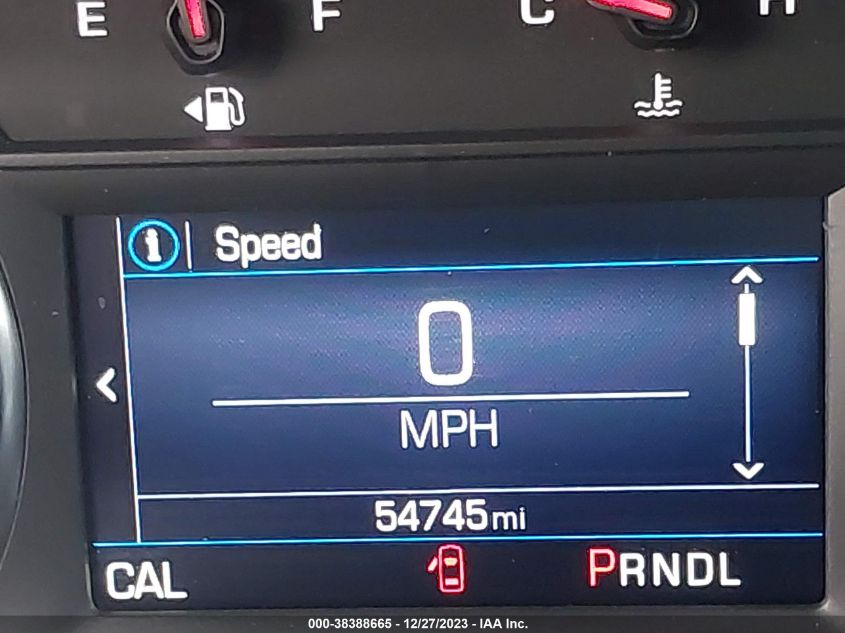 E F C H
Speed
0
MPH
54745mi
CAL PRNDL
000-38388665 - 12/27/2023 - IAA Inc.